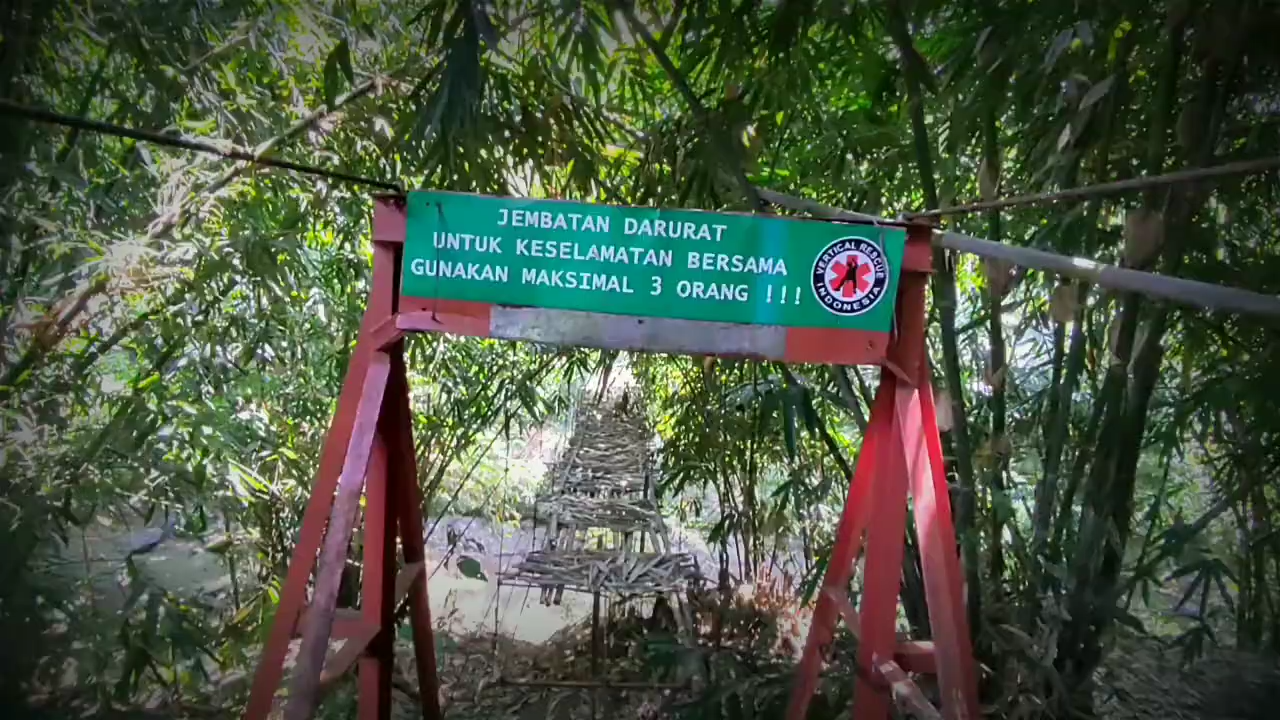 JEMBATAN DARURAT
UNTUK KESELAMATAN BERSAMA
GUNAKAN MAKSIMAL 3 ORANG !!!
VERTICAL RESCUE
INDONESIA